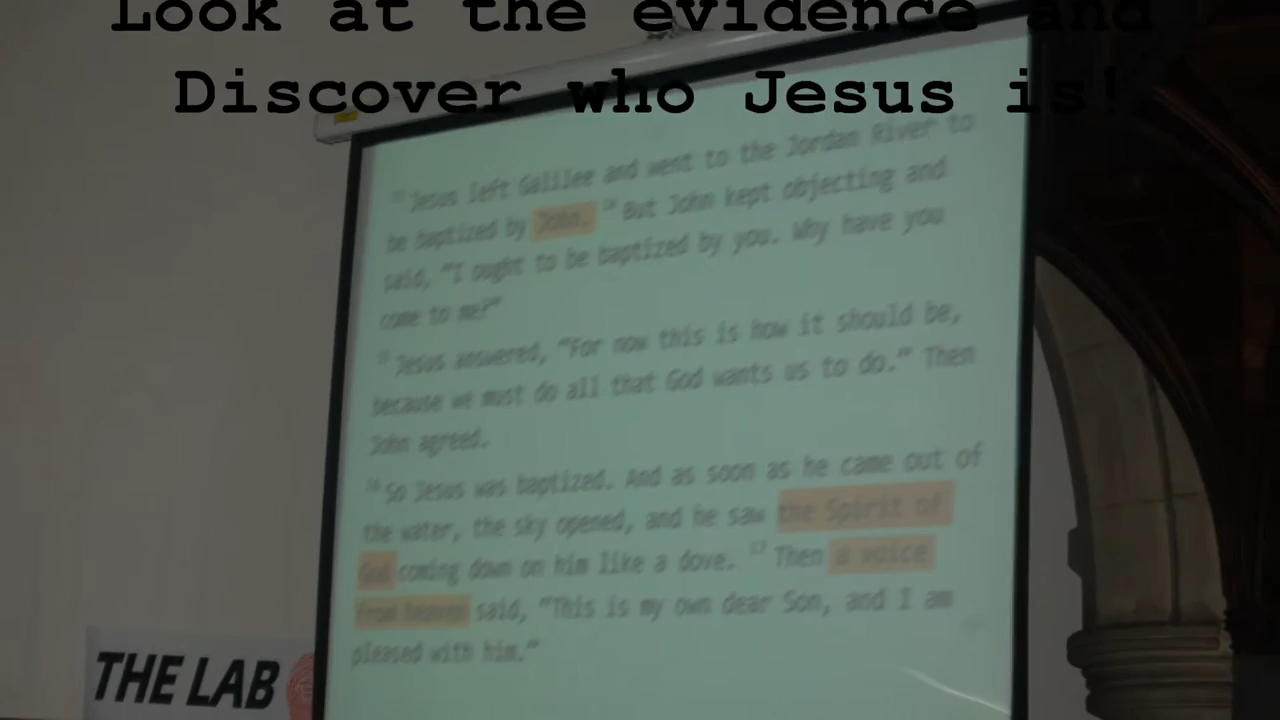 Look at the evidence and
Discover who Jesus is!
13 Jesus left Galilee and went to the Jordan River to
be baptized by John. 14 But John kept objecting and
said, "I ought to be baptized by you. Why have you
come to me?"
15 Jesus answered, "For now this is how it should be,
because we must do all that God wants us to do." Then
John agreed.
16 So Jesus was baptized. And as soon as he came out of
the water, the sky opened, and he saw the Spirit of
God coming down on him like a dove. 17 Then a voice
from heaven said, "This is my own dear Son, and I am
pleased with him."
THE LAB